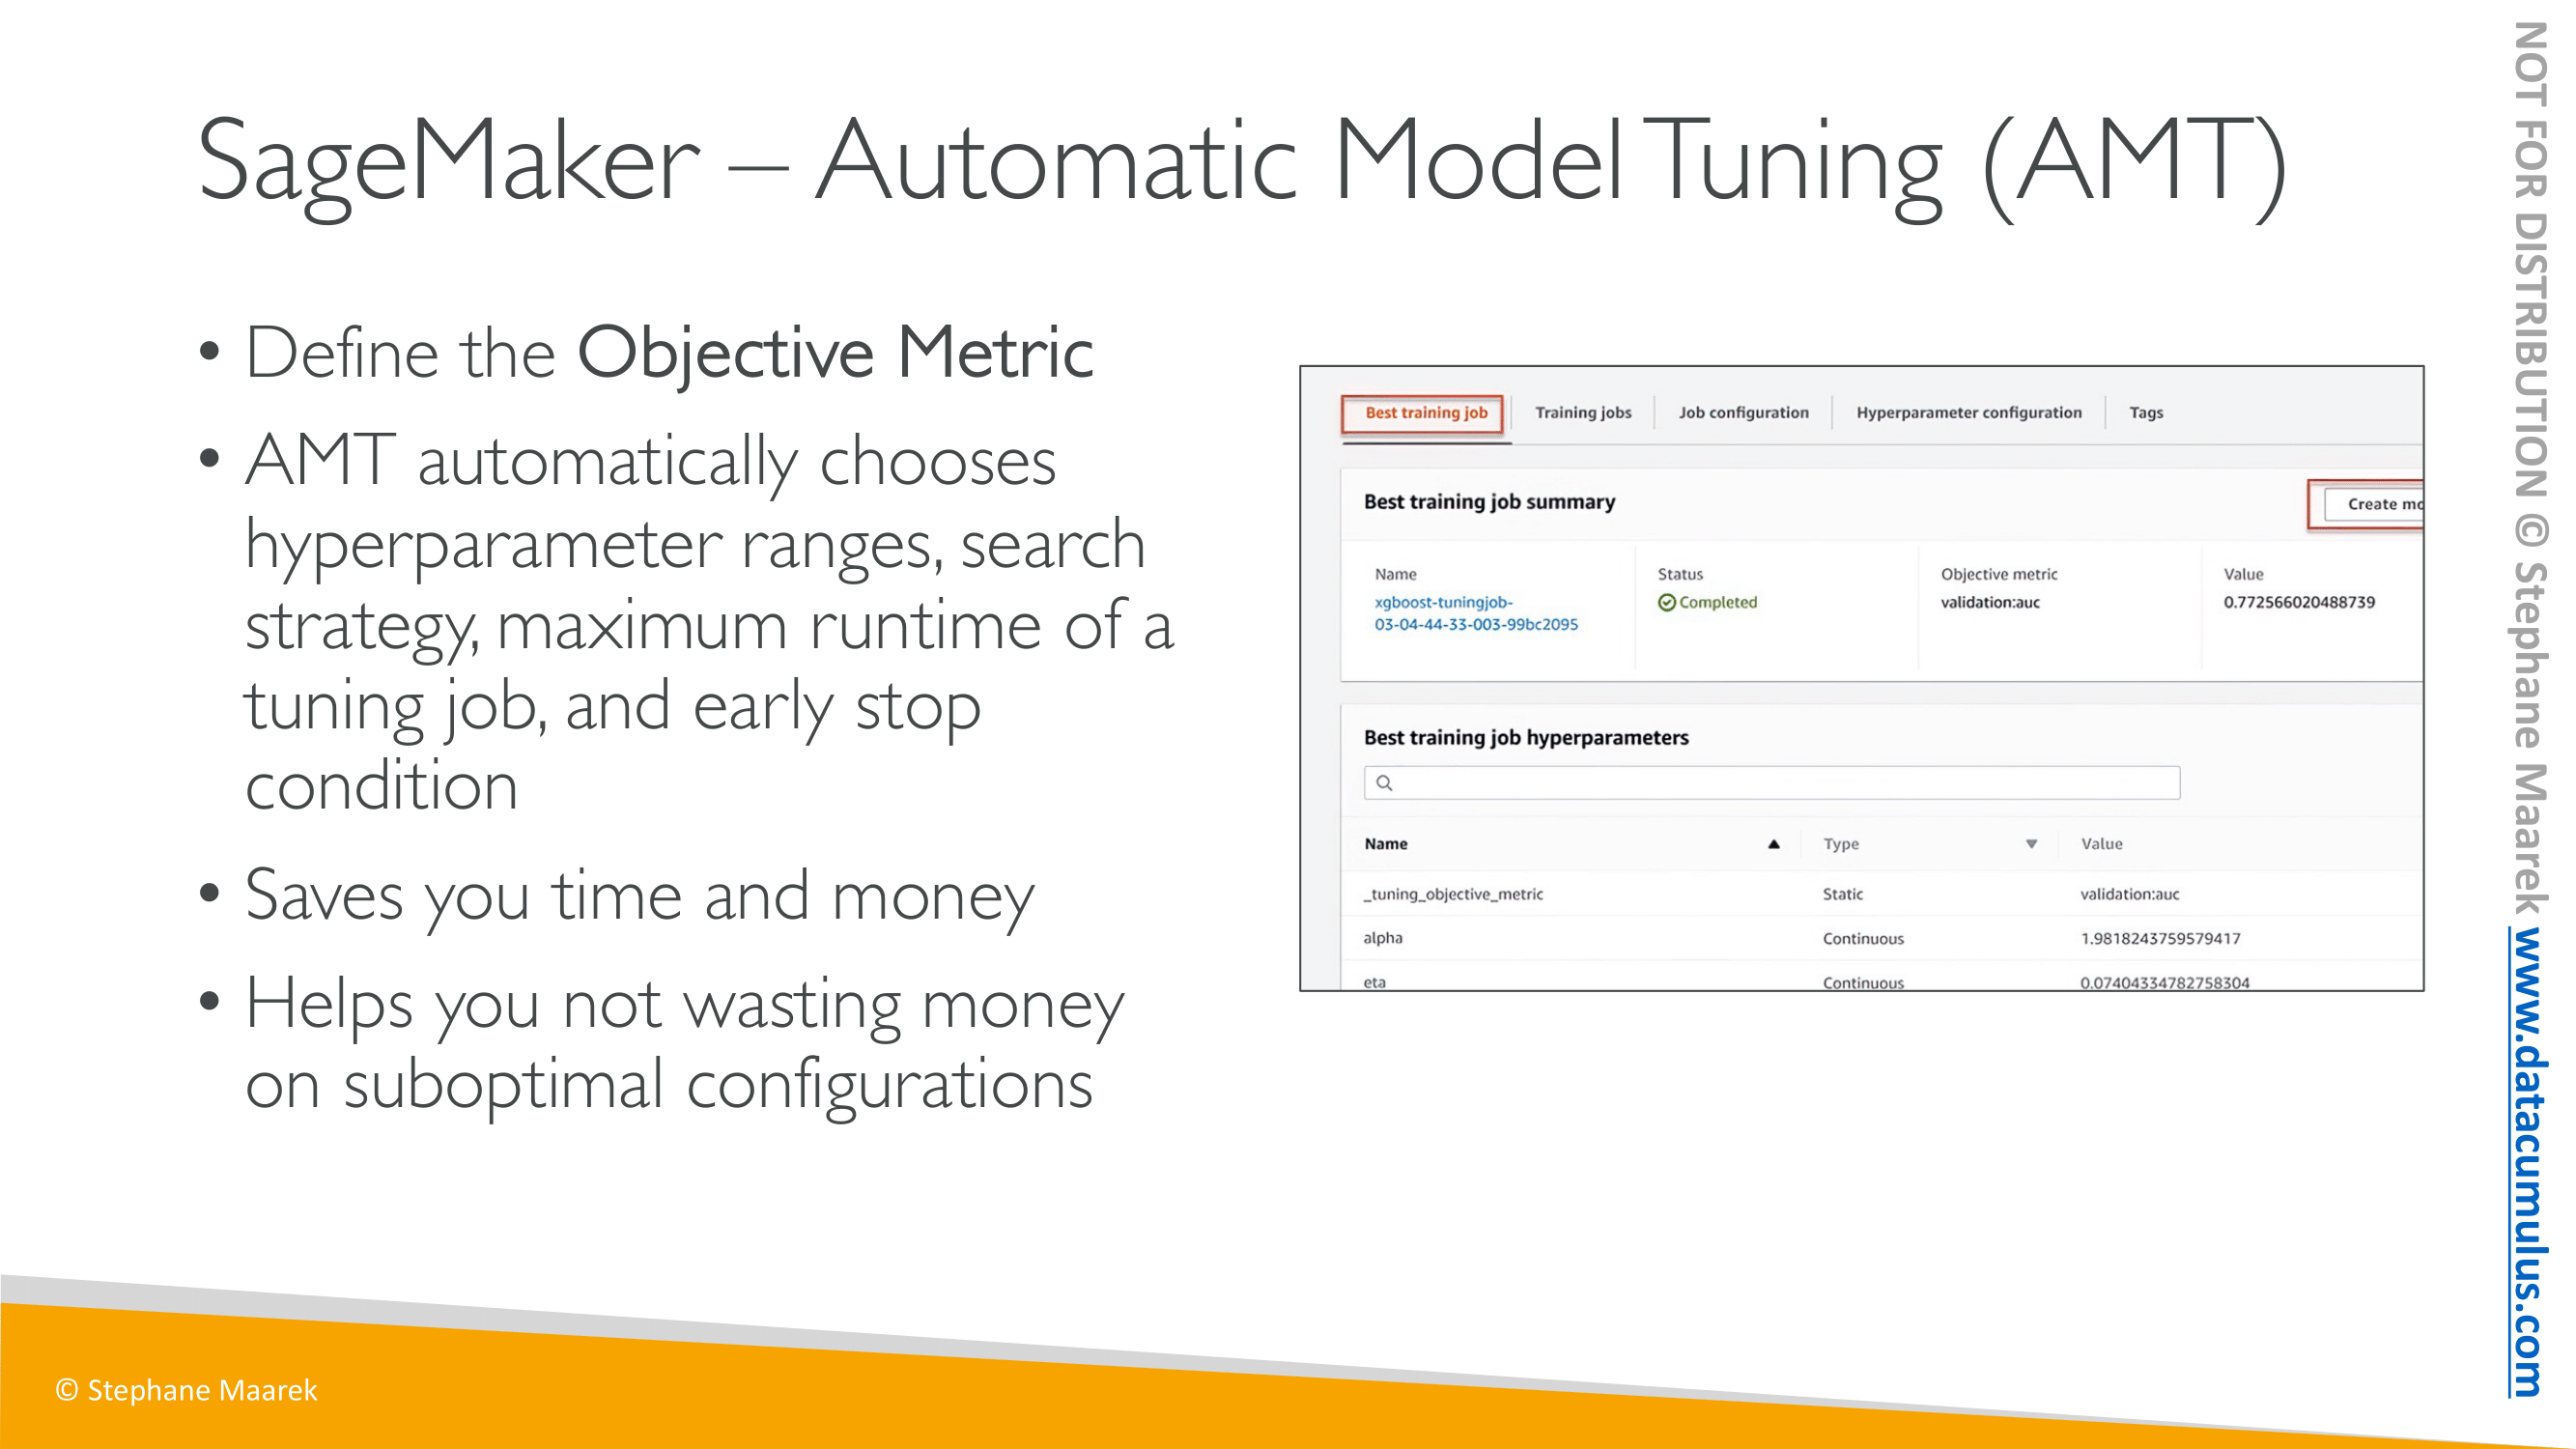 SageMaker – Automatic Model Tuning (AMT)
• Define the Objective Metric
• AMT automatically chooses
hyperparameter ranges, search
strategy, maximum runtime of a
tuning job, and early stop
condition
• Saves you time and money
• Helps you not wasting money
on suboptimal configurations
Best training job Training jobs Job configuration Hyperparameter configuration Tags
Best training job summary
Create mo
Name Status Objective metric Value
xgboost-tuningjob- Completed validation:auc 0.772566020488739
03-04-44-33-003-99bc2095
Best training job hyperparameters
Name Type Value
_tuning_objective_metric Static validation:auc
alpha Continuous 1.9818243759579417
eta Continuous 0.07404334782758304
© Stephane Maarek
NOT FOR DISTRIBUTION © Stephane Maarek www.datacumulus.com